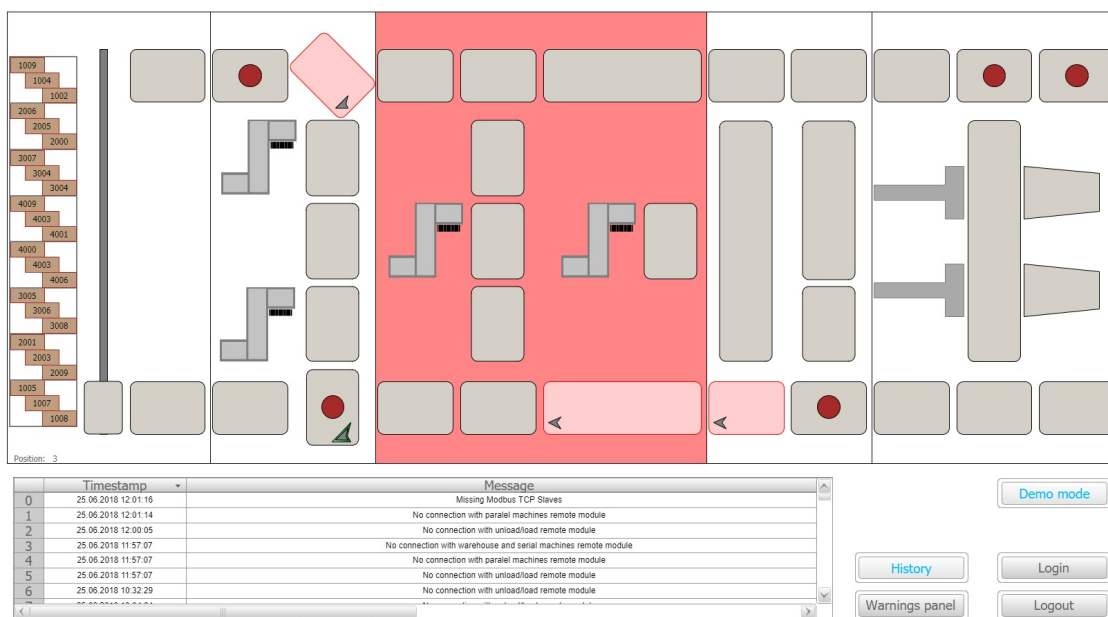 1009
1004
1002
2006
2005
2000
3007
3004
3004
4009
4003
4001
4000
4003
4006
3005
3006
3008
2001
2003
2009
1005
1007
1008
Position: 3
Timestamp Message
0 25.06.2018 12:01:16 Missing Modbus TCP Slaves
1 25.06.2018 12:01:14 No connection with paralel machines remote module
2 25.06.2018 12:00:05 No connection with unload/load remote module
3 25.06.2018 11:57:07 No connection with warehouse and serial machines remote module
4 25.06.2018 11:57:07 No connection with paralel machines remote module
5 25.06.2018 11:57:07 No connection with unload/load remote module
6 25.06.2018 10:32:29 No connection with unload/load remote module
Demo mode
History
Login
Warnings panel
Logout